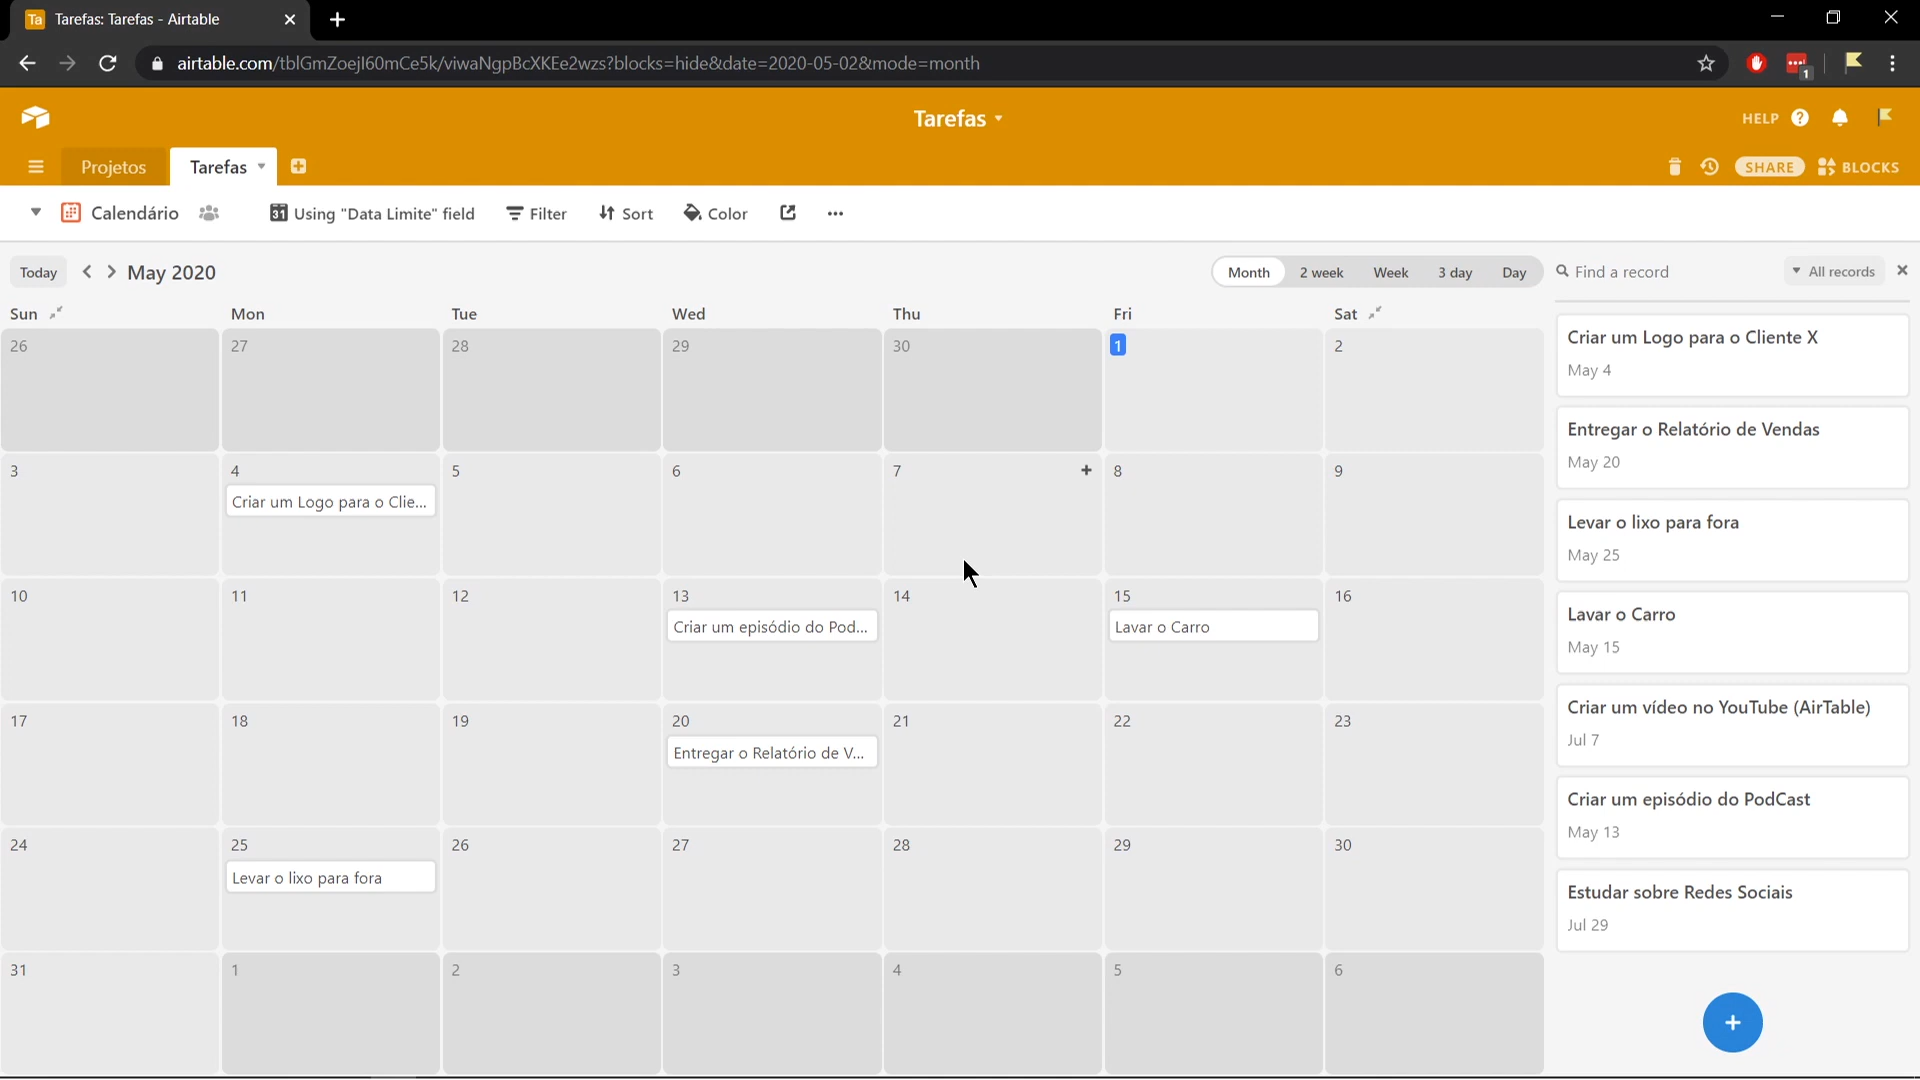 Ta Tarefas: Tarefas - Airtable
airtable.com/tblGmZoejl60mCe5k/viwaNgpBcXKEe2wzs?blocks=hide&date=2020-05-02&mode=month
1
Tarefas
HELP
Projetos
Tarefas
SHARE
BLOCKS
Calendário
31 Using "Data Limite" field
Filter
Sort
Color
Today
May 2020
Month
2 week
Week
3 day
Day
Find a record
All records
Sun Mon Tue Wed Thu Fri Sat
26 27 28 29 30 1 2
3 4 5 6 7 8 9
Criar um Logo para o Clie...
10 11 12 13 14 15 16
Criar um episódio do Pod...
Lavar o Carro
17 18 19 20 21 22 23
Entregar o Relatório de V...
24 25 26 27 28 29 30
Levar o lixo para fora
31 1 2 3 4 5 6
Criar um Logo para o Cliente X
May 4
Entregar o Relatório de Vendas
May 20
Levar o lixo para fora
May 25
Lavar o Carro
May 15
Criar um vídeo no YouTube (AirTable)
Jul 7
Criar um episódio do PodCast
May 13
Estudar sobre Redes Sociais
Jul 29